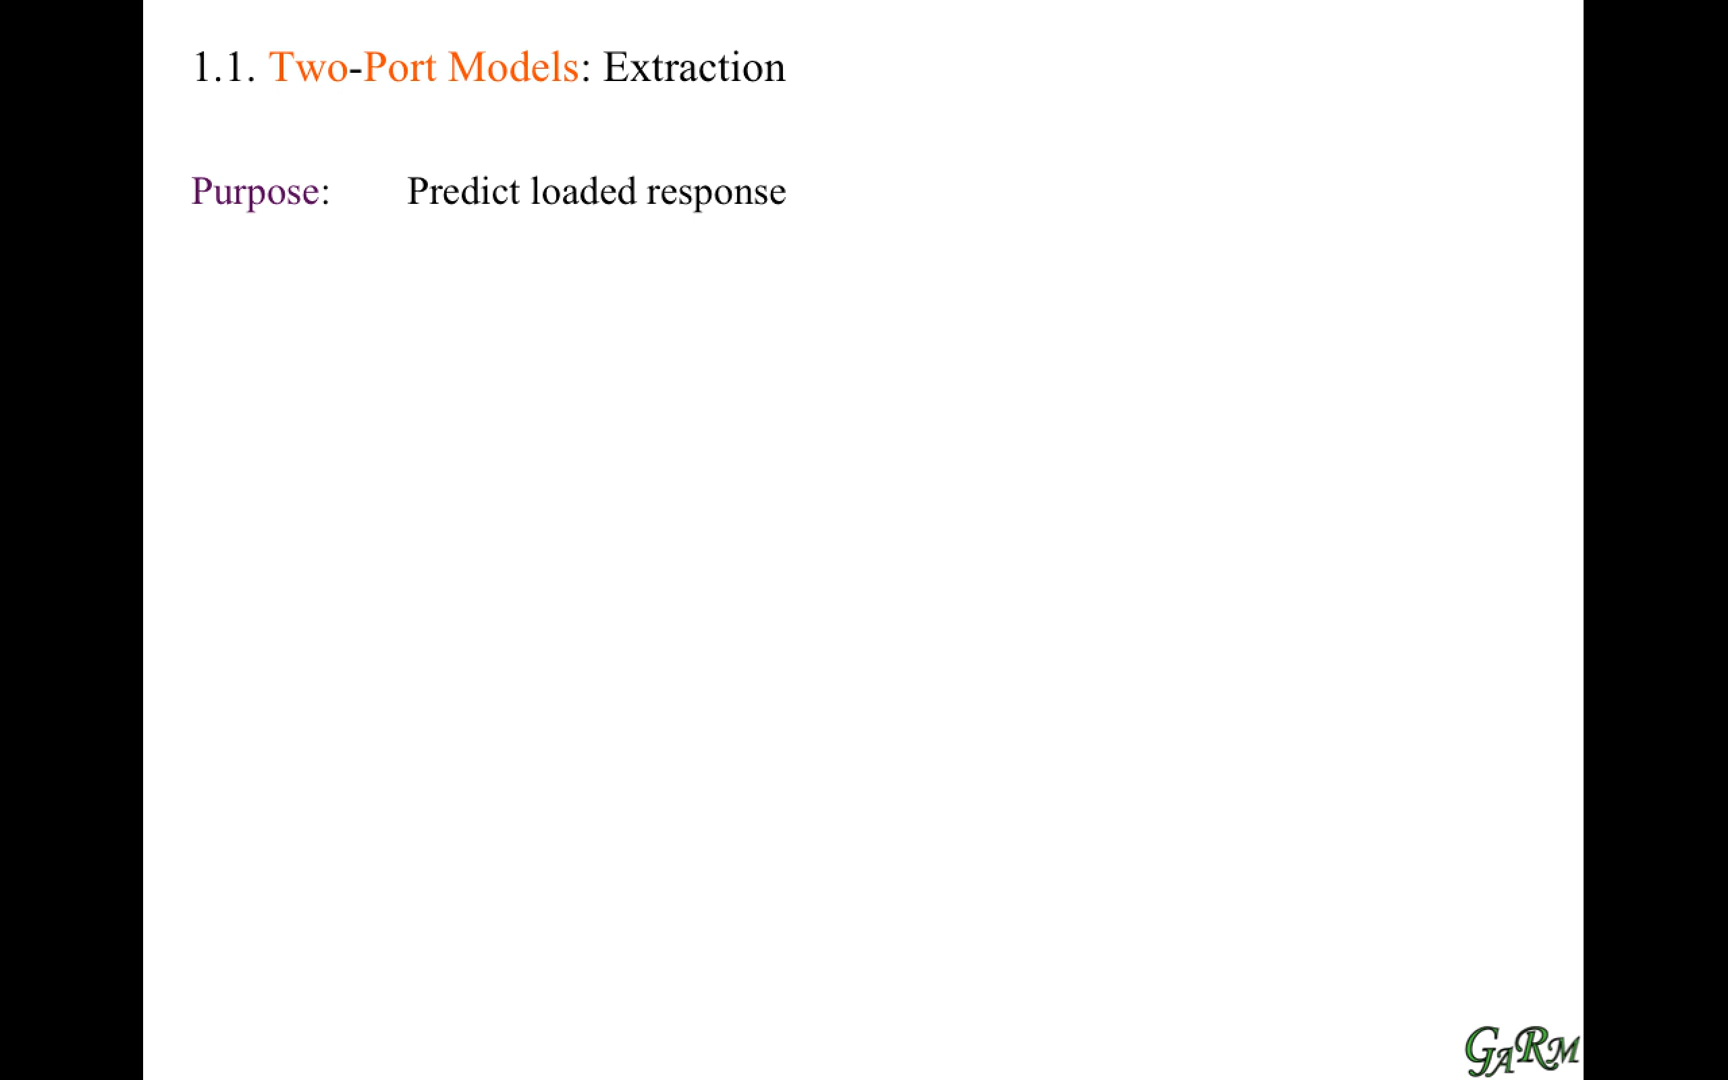 1.1. Two-Port Models: Extraction
Purpose: Predict loaded response
GARM